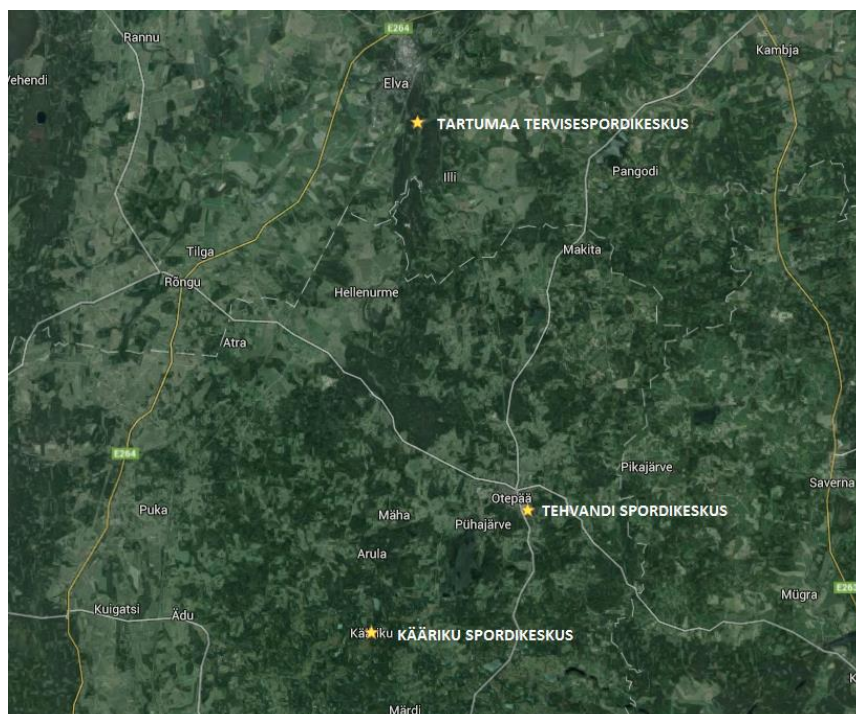 E264
Rannu
Kambja
Vehendi
Elva
TARTUMAA TERVISESPORDIKESKUS
Illi
Pangodi
Tilga
Makita
Rõngu
Hellenurme
Atra
E264
Pikajärve
Otepää
Saverna
Puka
Mäha
Pühajärve
TEHVANDI SPORDIKESKUS
Arula
E263
Mügra
Kuigatsi
Ädu
Kääriku
KÄÄRIKU SPORDIKESKUS
K
Märdi